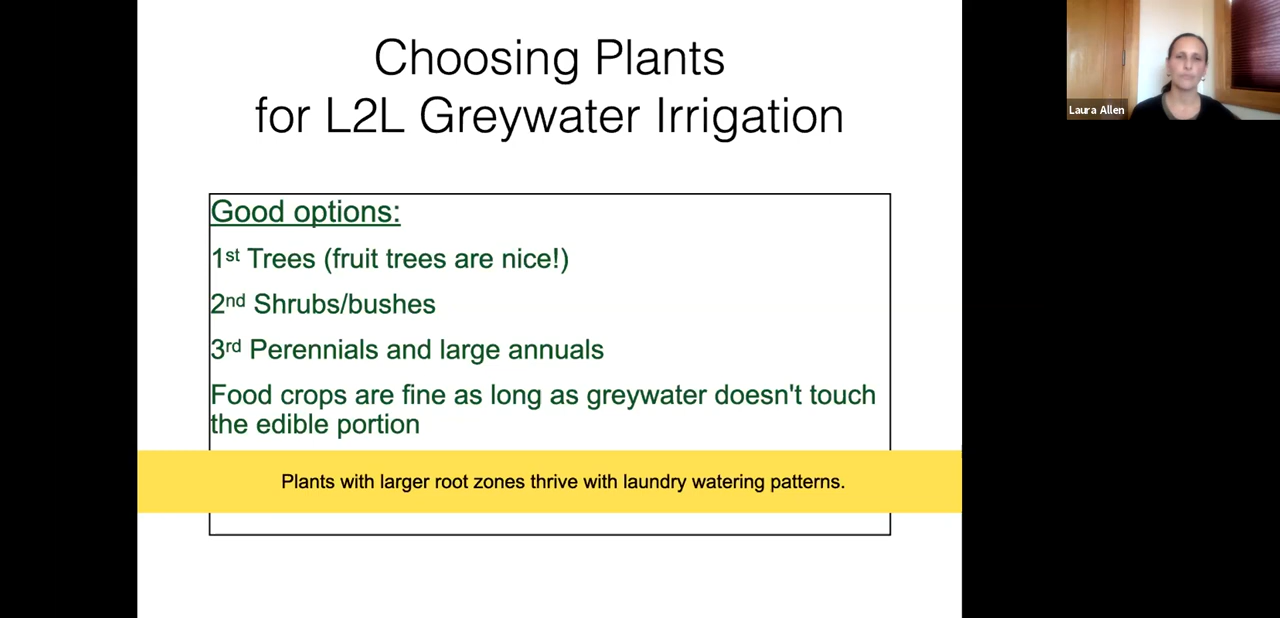 Choosing Plants
for L2L Greywater Irrigation
Laura Allen
Good options:
1st Trees (fruit trees are nice!)
2nd Shrubs/bushes
3rd Perennials and large annuals
Food crops are fine as long as greywater doesn't touch
the edible portion
Plants with larger root zones thrive with laundry watering patterns.